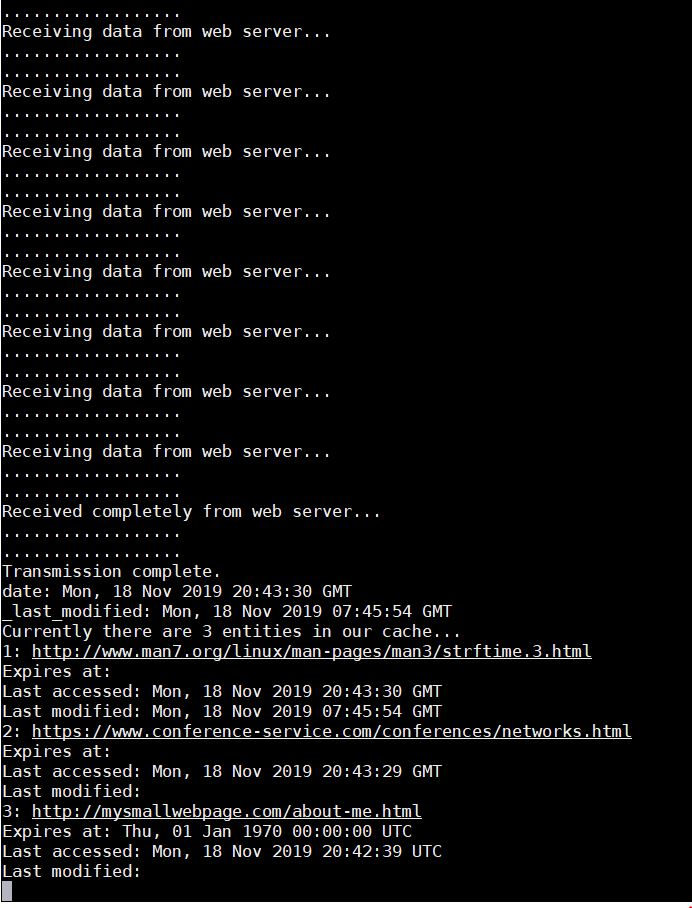 ..................
Receiving data from web server...
..................
..................
Receiving data from web server...
..................
..................
Receiving data from web server...
..................
..................
Receiving data from web server...
..................
..................
Receiving data from web server...
..................
..................
Receiving data from web server...
..................
..................
Receiving data from web server...
..................
..................
Receiving data from web server...
..................
..................
Received completely from web server...
..................
..................
Transmission complete.
date: Mon, 18 Nov 2019 20:43:30 GMT
_last_modified: Mon, 18 Nov 2019 07:45:54 GMT
Currently there are 3 entities in our cache...
1: http://www.man7.org/linux/man-pages/man3/strftime.3.html
Expires at:
Last accessed: Mon, 18 Nov 2019 20:43:30 GMT
Last modified: Mon, 18 Nov 2019 07:45:54 GMT
2: https://www.conference-service.com/conferences/networks.html
Expires at:
Last accessed: Mon, 18 Nov 2019 20:43:29 GMT
Last modified:
3: http://mysmallwebpage.com/about-me.html
Expires at: Thu, 01 Jan 1970 00:00:00 UTC
Last accessed: Mon, 18 Nov 2019 20:42:39 UTC
Last modified: